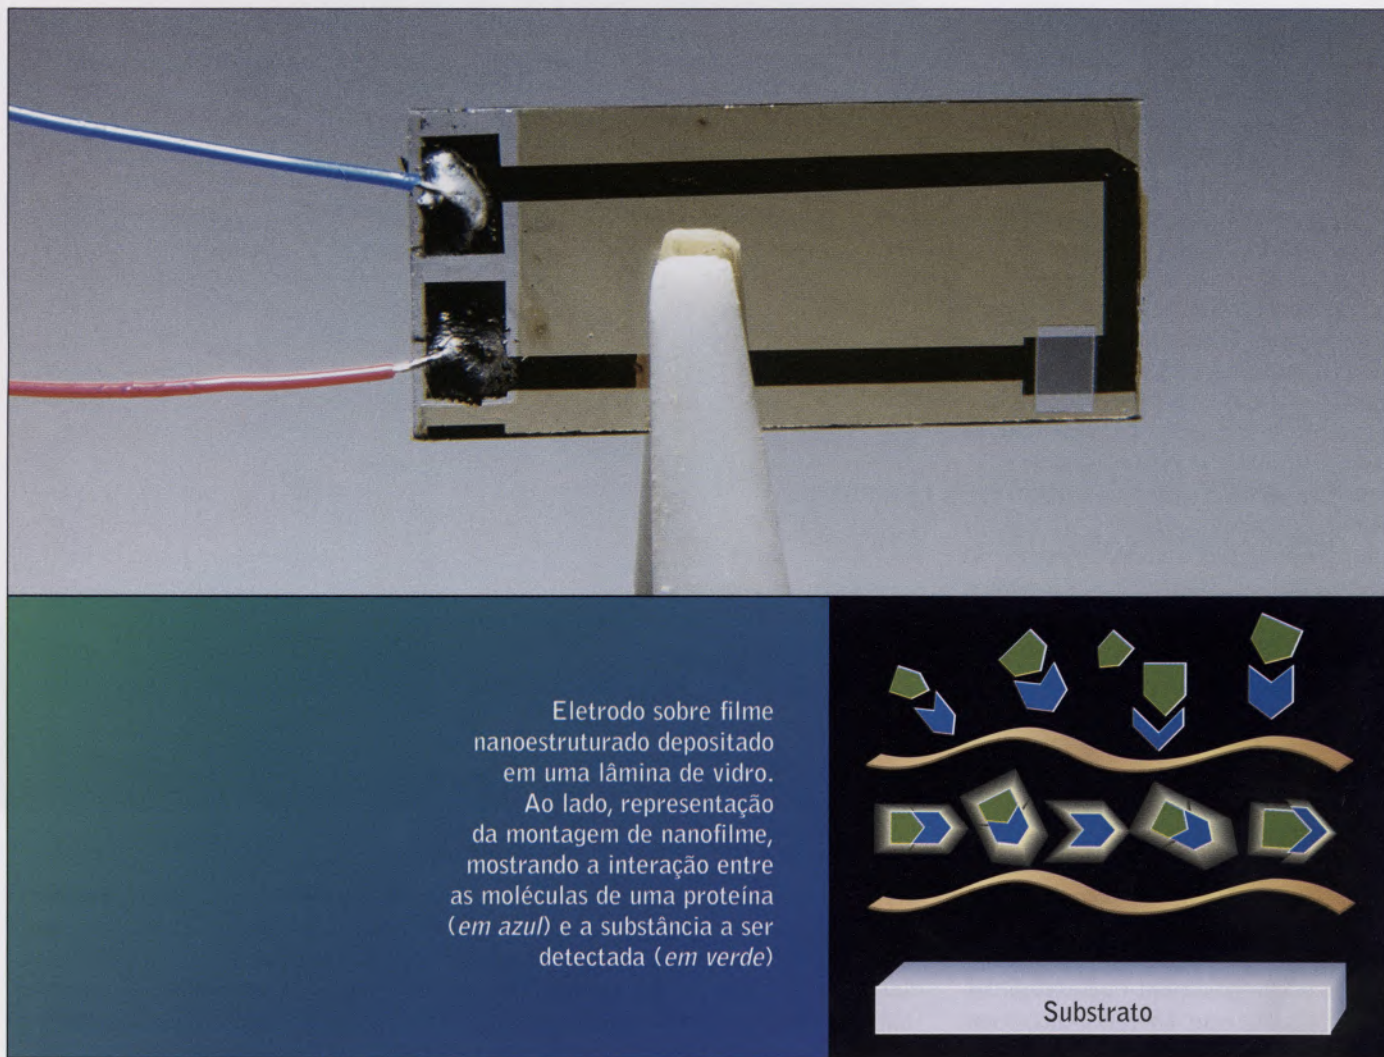 Eletrodo sobre filme
nanoestruturado depositado
em uma lâmina de vidro.
Ao lado, representação
da montagem de nanofilme,
mostrando a interação entre
as moléculas de uma proteína
(em azul) e a substância a ser
detectada (em verde)
Substrato